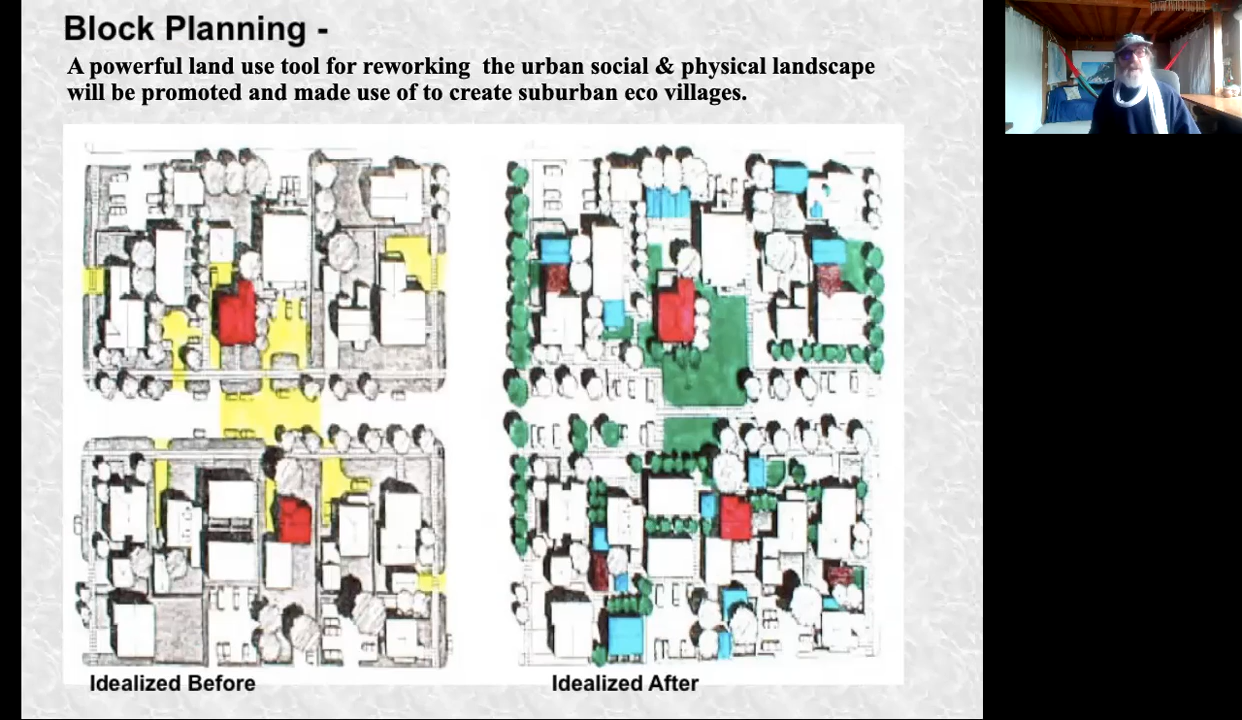 Block Planning -
A powerful land use tool for reworking the urban social & physical landscape
will be promoted and made use of to create suburban eco villages.
Idealized Before
Idealized After